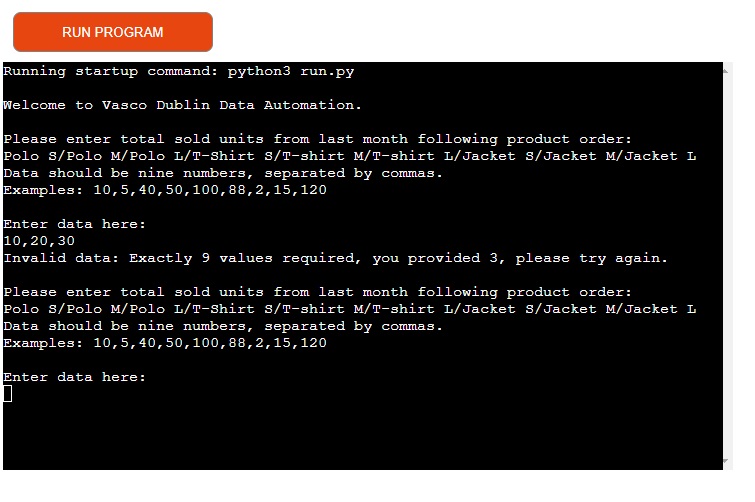 RUN PROGRAM
Running startup command: python3 run.py
Welcome to Vasco Dublin Data Automation.
Please enter total sold units from last month following product order:
Polo S/Polo M/Polo L/T-Shirt S/T-shirt M/T-shirt L/Jacket S/Jacket M/Jacket L
Data should be nine numbers, separated by commas.
Examples: 10,5,40,50,100,88,2,15,120
Enter data here:
10,20,30
Invalid data: Exactly 9 values required, you provided 3, please try again.
Please enter total sold units from last month following product order:
Polo S/Polo M/Polo L/T-Shirt S/T-shirt M/T-shirt L/Jacket S/Jacket M/Jacket L
Data should be nine numbers, separated by commas.
Examples: 10,5,40,50,100,88,2,15,120
Enter data here: